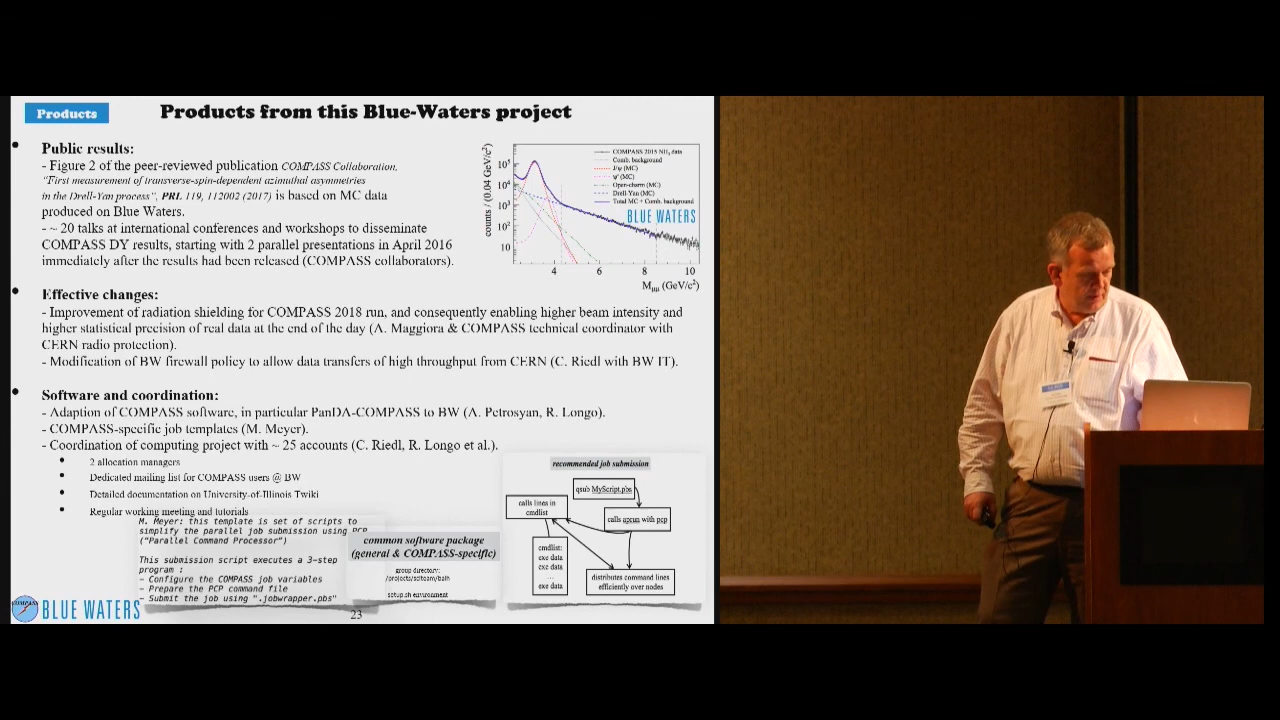 Products
Products from this Blue-Waters project
Public results:
- Figure 2 of the peer-reviewed publication COMPASS Collaboration,
"First measurement of transverse-spin-dependent azimuthal asymmetries
in the Drell-Yan process", PRL 119, 112002 (2017) is based on MC data
produced on Blue Waters.
- ~ 20 talks at international conferences and workshops to disseminate
COMPASS DY results, starting with 2 parallel presentations in April 2016
immediately after the results had been released (COMPASS collaborators).
counts / (0.04 GeV/c²)
10⁵
10⁴
10³
10²
10
COMPASS 2015 NH₃ data
Comb. background
J/ψ (MC)
ψ' (MC)
Open-charm (MC)
Drell-Yan (MC)
Total MC + Comb. background
BLUE WATERS
4 6 8 10
Mμμ (GeV/c²)
Effective changes:
- Improvement of radiation shielding for COMPASS 2018 run, and consequently enabling higher beam intensity and
higher statistical precision of real data at the end of the day (A. Maggiora & COMPASS technical coordinator with
CERN radio protection).
- Modification of BW firewall policy to allow data transfers of high throughput from CERN (C. Riedl with BW IT).
Software and coordination:
- Adaption of COMPASS software, in particular PanDA-COMPASS to BW (A. Petrosyan, R. Longo).
- COMPASS-specific job templates (M. Meyer).
- Coordination of computing project with ~ 25 accounts (C. Riedl, R. Longo et al.).
2 allocation managers
Dedicated mailing list for COMPASS users @ BW
Detailed documentation on University-of-Illinois Twiki
Regular working meeting and tutorials
M. Meyer: this template is set of scripts to
simplify the parallel job submission using PCP
("Parallel Command Processor")
This submission script executes a 3-step
program :
- Configure the COMPASS job variables
- Prepare the PCP command file
- Submit the job using ".jobwrapper.pbs"
common software package
(general & COMPASS-specific)
group directory:
/projects/sciteam/baih
setup.sh environment
recommended job submission
qsub MyScript.pbs
calls lines in
cmdlist
calls aprun with pcp
cmdlist:
exe data
exe data
...
exe data
distributes command lines
efficiently over nodes
COMPASS
BLUE WATERS
23